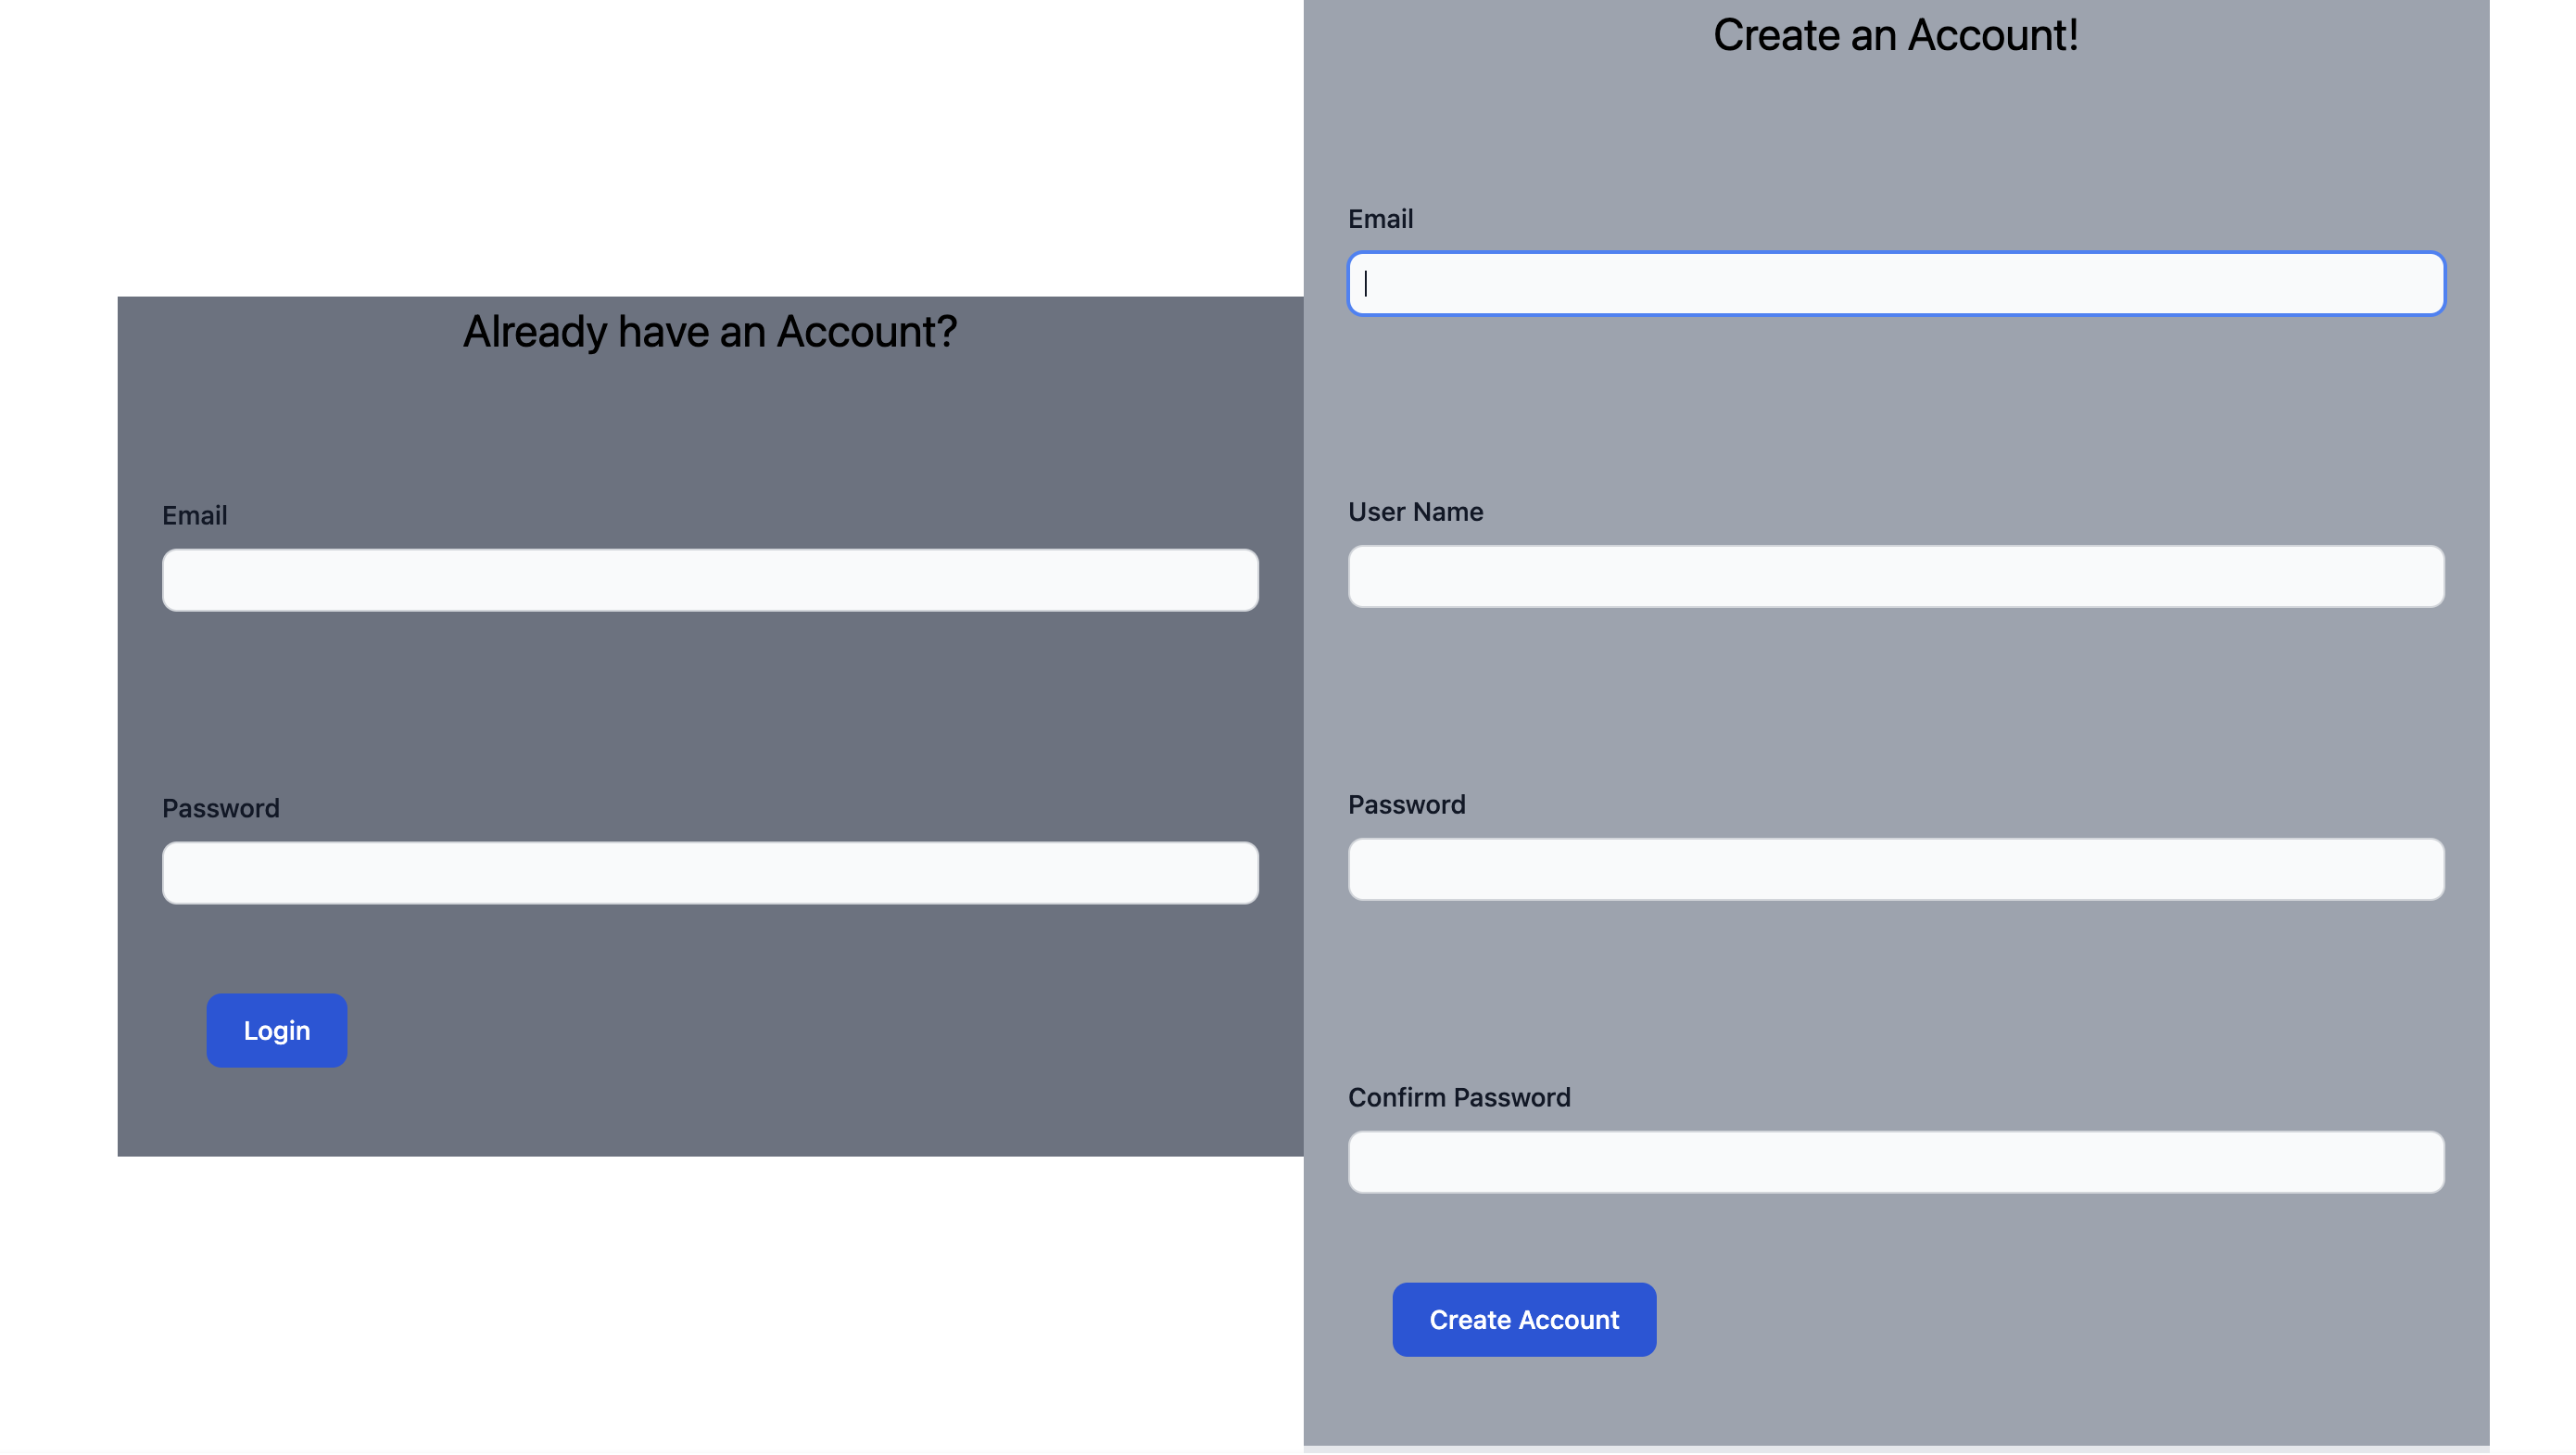 Already have an Account?
Email
Password
Login
Create an Account!
Email
User Name
Password
Confirm Password
Create Account